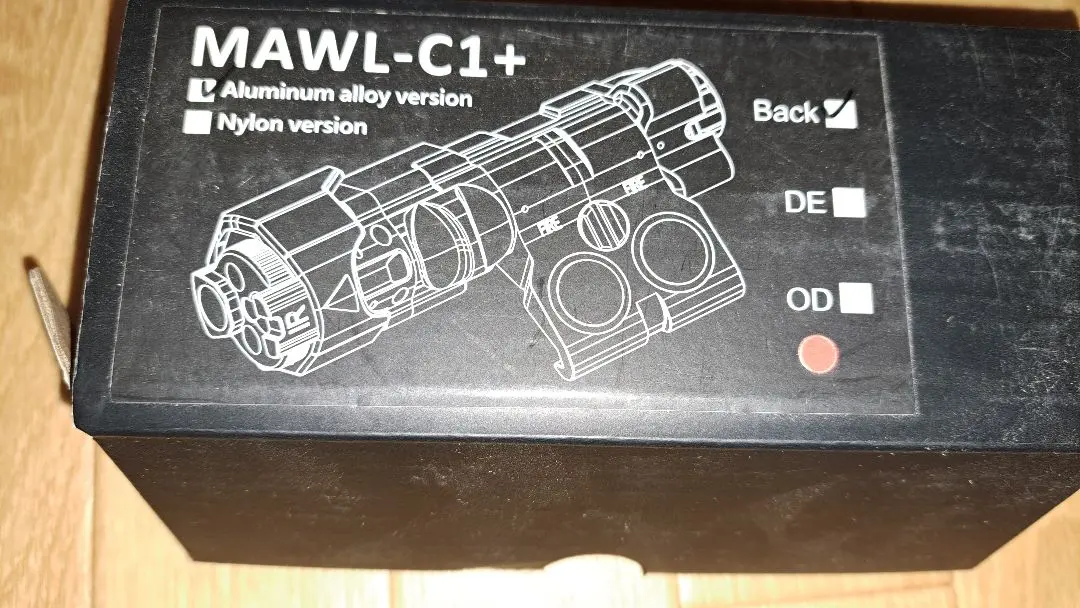 MAWL-C1+
Aluminum alloy version
Nylon version
Back
DE
OD
FIRE
FIRE
IR